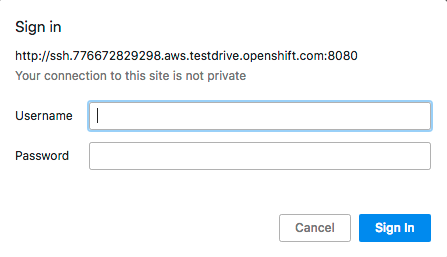 Sign in
http://ssh.776672829298.aws.testdrive.openshift.com:8080
Your connection to this site is not private
Username
Password
Cancel
Sign In